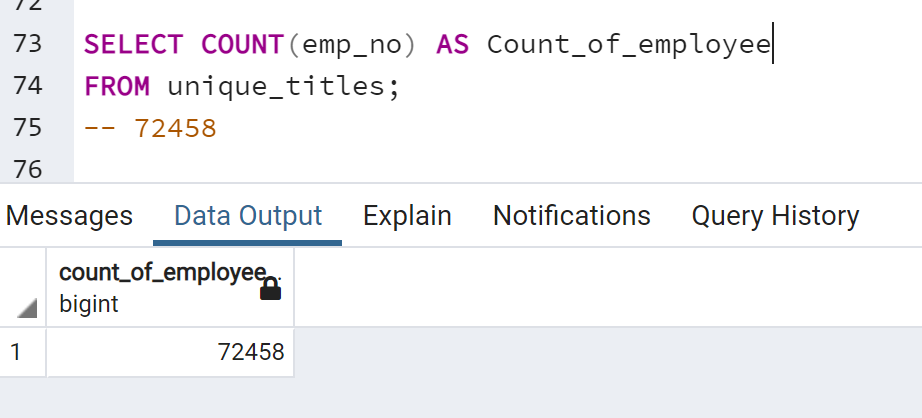 72
73 SELECT COUNT(emp_no) AS Count_of_employee
74 FROM unique_titles;
75 -- 72458
76
Messages Data Output Explain Notifications Query History
count_of_employee..
bigint
1 72458